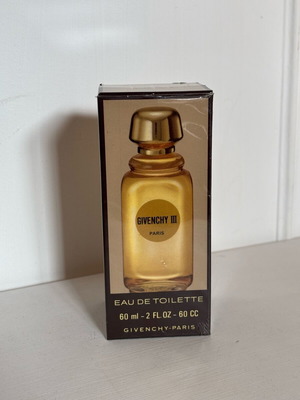 GIVENCHY III
PARIS
EAU DE TOILETTE
60 ml - 2 FL.OZ - 60 CC
GIVENCHY-PARIS